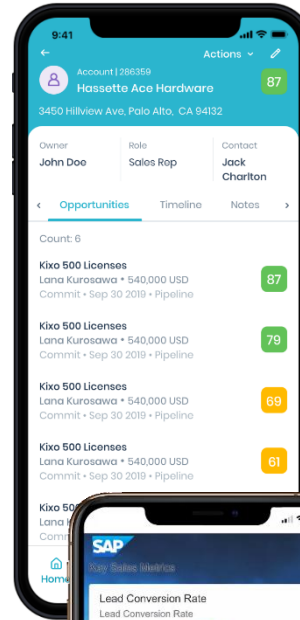 9:41
Actions
Account | 286359
Hassette Ace Hardware
87
3450 Hillview Ave, Palo Alto, CA 94132
Owner Role Contact
John Doe Sales Rep Jack Charlton
‹ Opportunities Timeline Notes ›
Count: 6
Kixo 500 Licenses
Lana Kurosawa • 540,000 USD
Commit • Sep 30 2019 • Pipeline
87
Kixo 500 Licenses
Lana Kurosawa • 540,000 USD
Commit • Sep 30 2019 • Pipeline
79
Kixo 500 Licenses
Lana Kurosawa • 540,000 USD
Commit • Sep 30 2019 • Pipeline
69
Kixo 500 Licenses
Lana Kurosawa • 540,000 USD
Commit • Sep 30 2019 • Pipeline
61
Kixo 50
Lana
Comm
Home
SAP
Key Sales Metrics
Lead Conversion Rate
Lead Conversion Rate